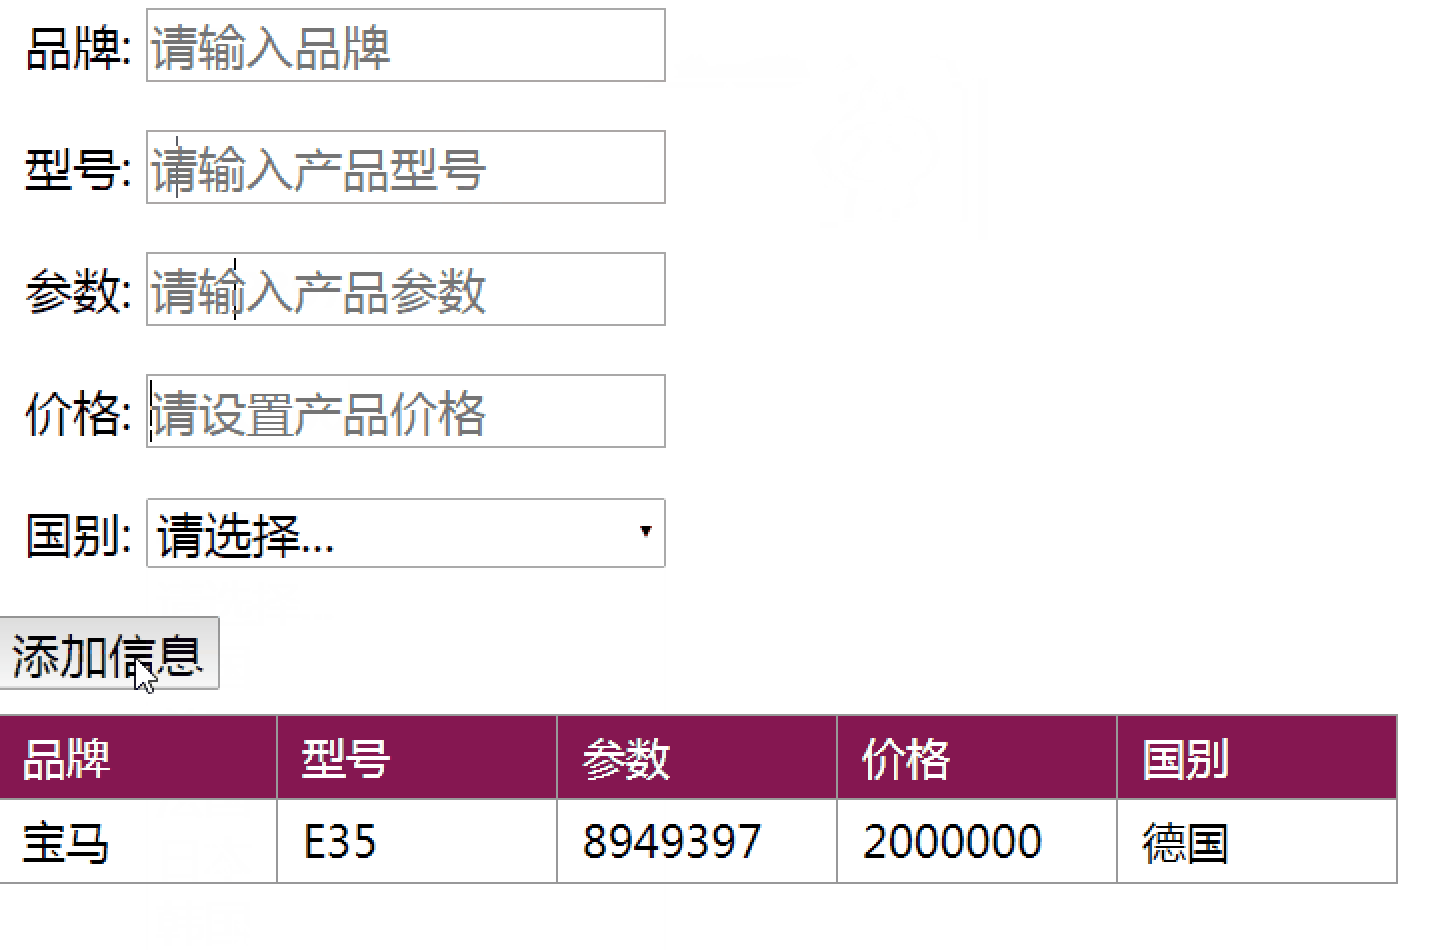 品牌: 请输入品牌
型号: 请输入产品型号
参数: 请输入产品参数
价格: 请设置产品价格
国别: 请选择...
添加信息
品牌 型号 参数 价格 国别
宝马 E35 8949397 2000000 德国